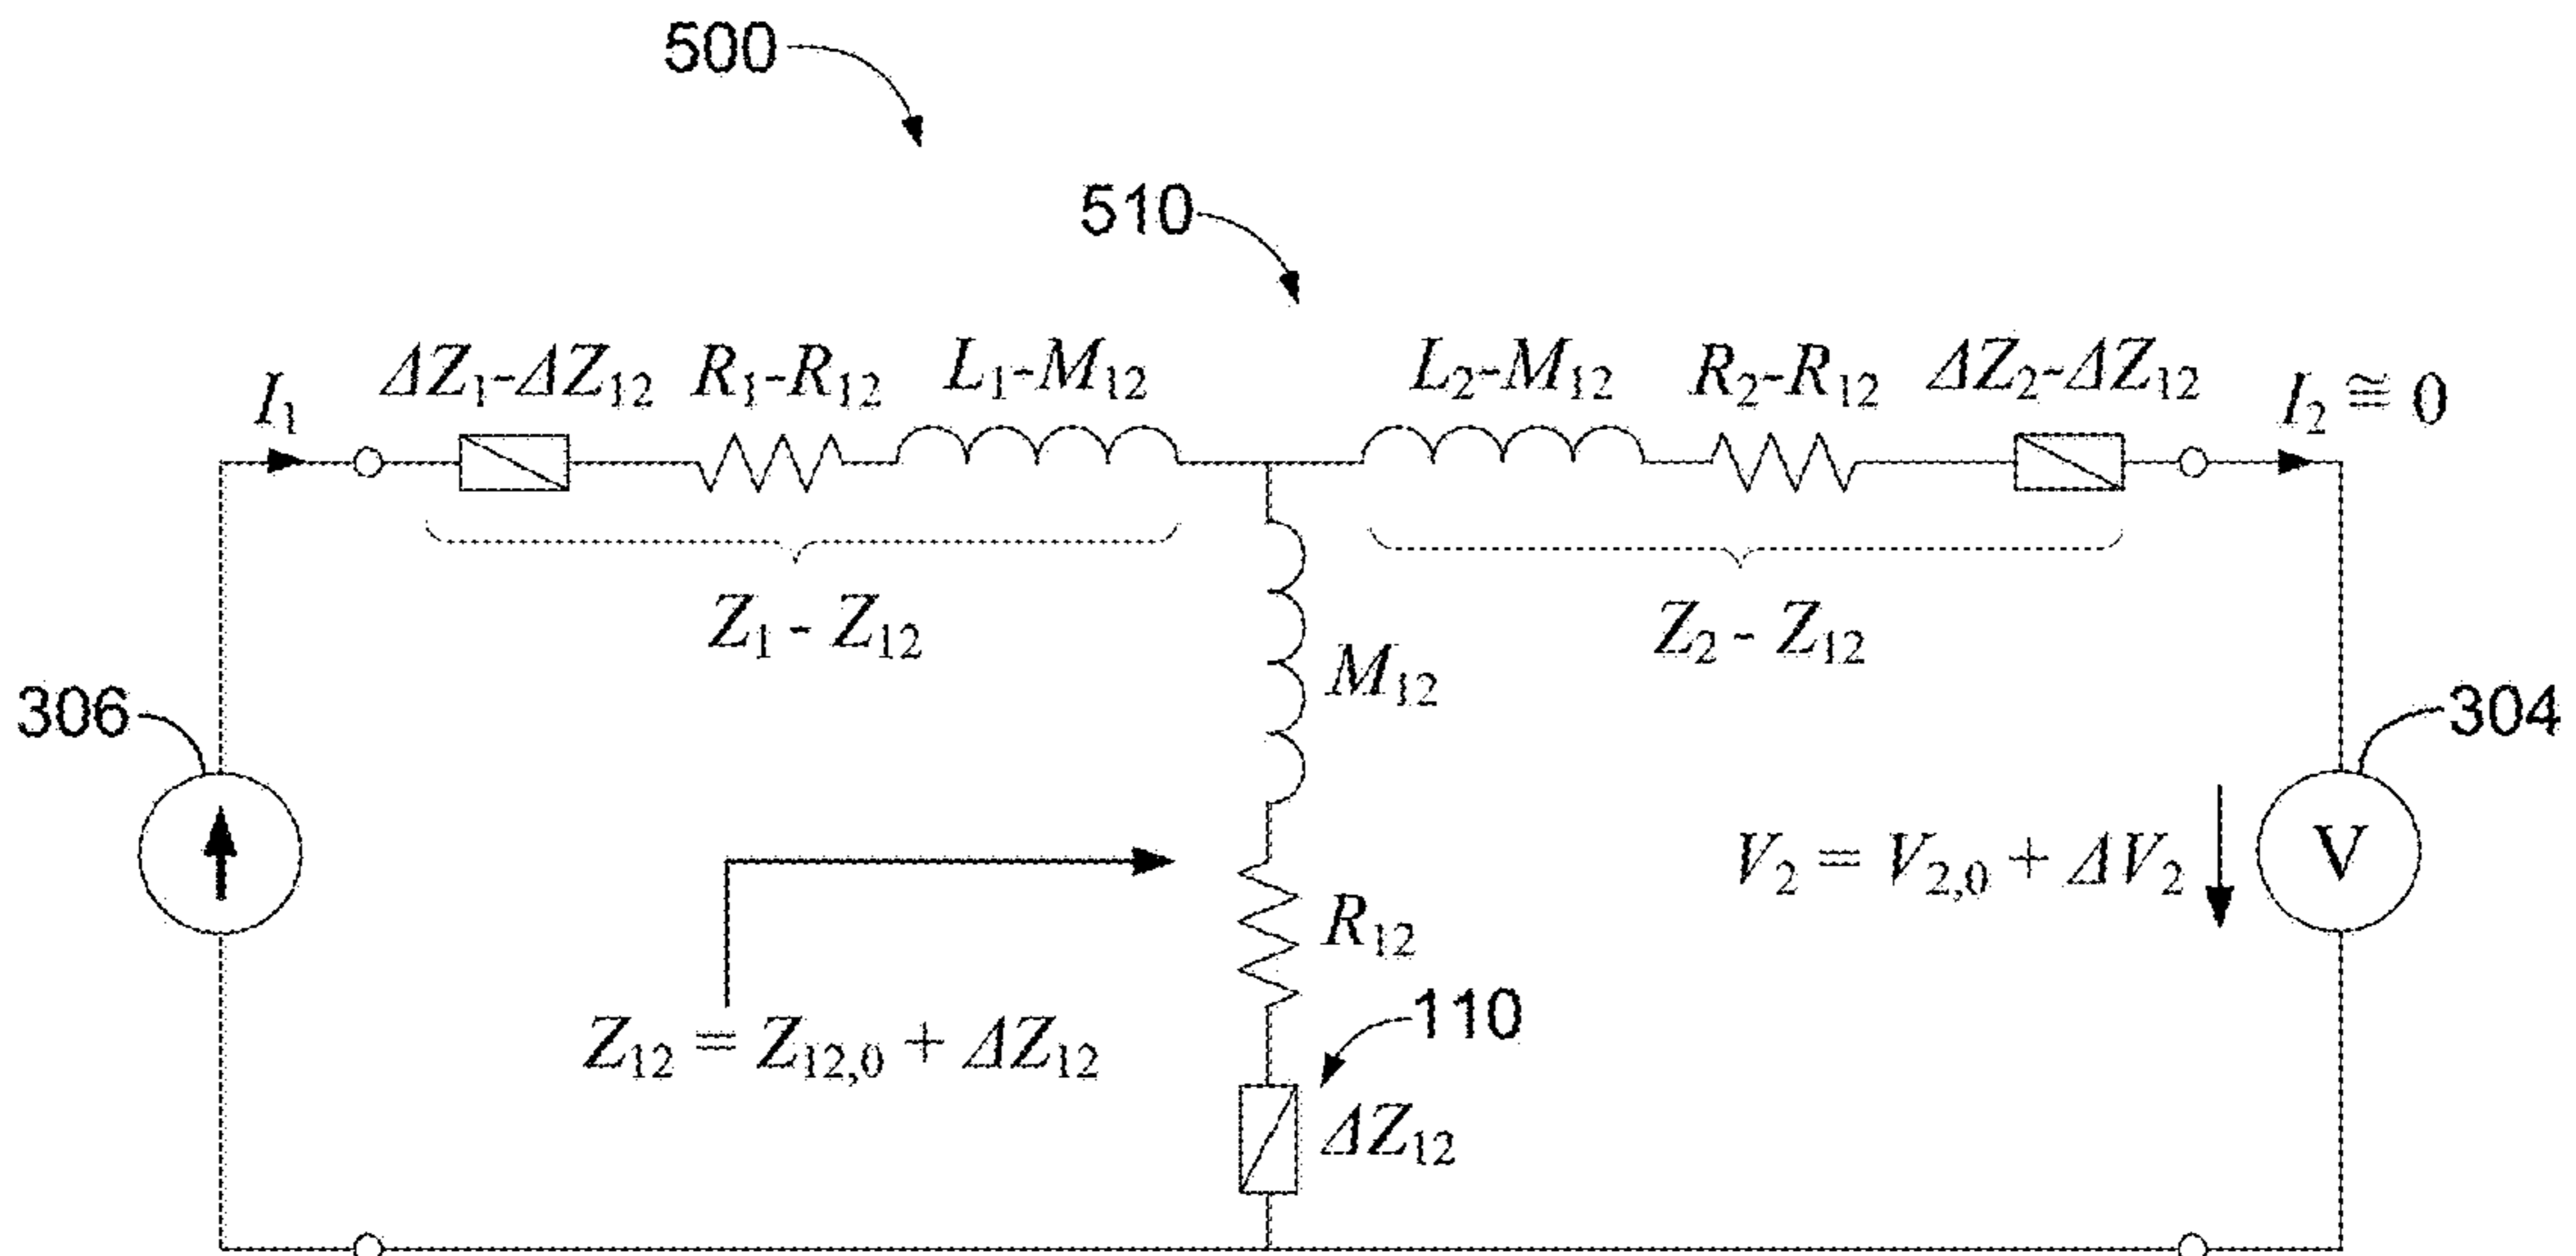 500
510
ΔZ₁-ΔZ₁₂ R₁-R₁₂ L₁-M₁₂ L₂-M₁₂ R₂-R₁₂ ΔZ₂-ΔZ₁₂
I₁ I₂ ≅ 0
Z₁ - Z₁₂ Z₂ - Z₁₂
M₁₂
306 304
V₂ = V₂,₀ + ΔV₂ V
R₁₂
110
Z₁₂ = Z₁₂,₀ + ΔZ₁₂
ΔZ₁₂